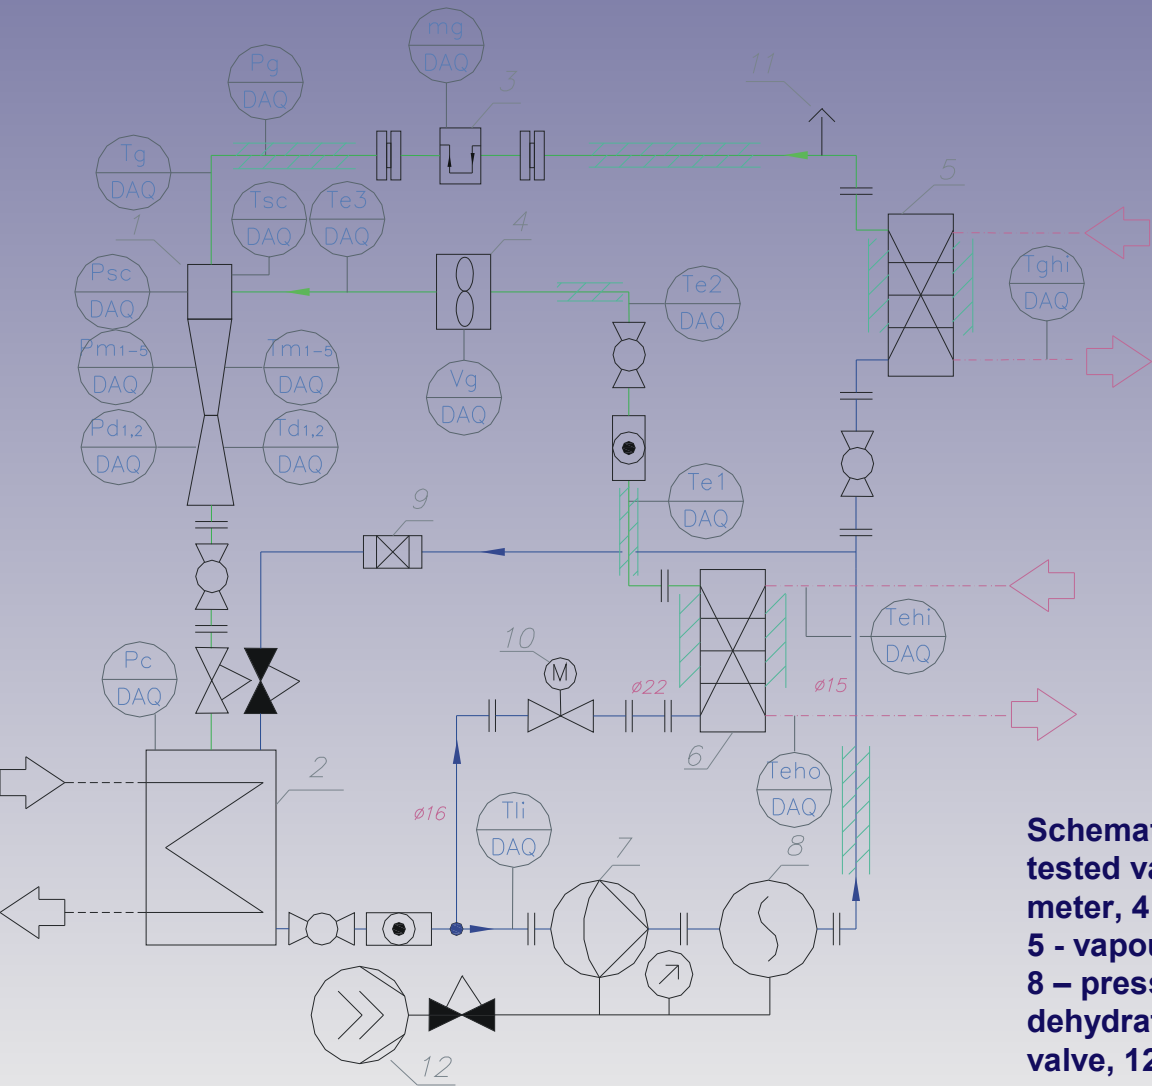 mg
DAQ
Pg
DAQ
3
11
Tg
DAQ
Tsc
DAQ
Te3
DAQ
4
5
1
Psc
DAQ
Te2
DAQ
Tghi
DAQ
Pm1-5
DAQ
Tm1-5
DAQ
Vg
DAQ
Pd1,2
DAQ
Td1,2
DAQ
Te1
DAQ
9
Tehi
DAQ
10
M
Pc
DAQ
ø22
ø15
6
2
Teho
DAQ
ø16
Tli
DAQ
7
8
12
Schemat
tested va
meter, 4
5 - vapou
8 – press
dehydrat
valve, 12